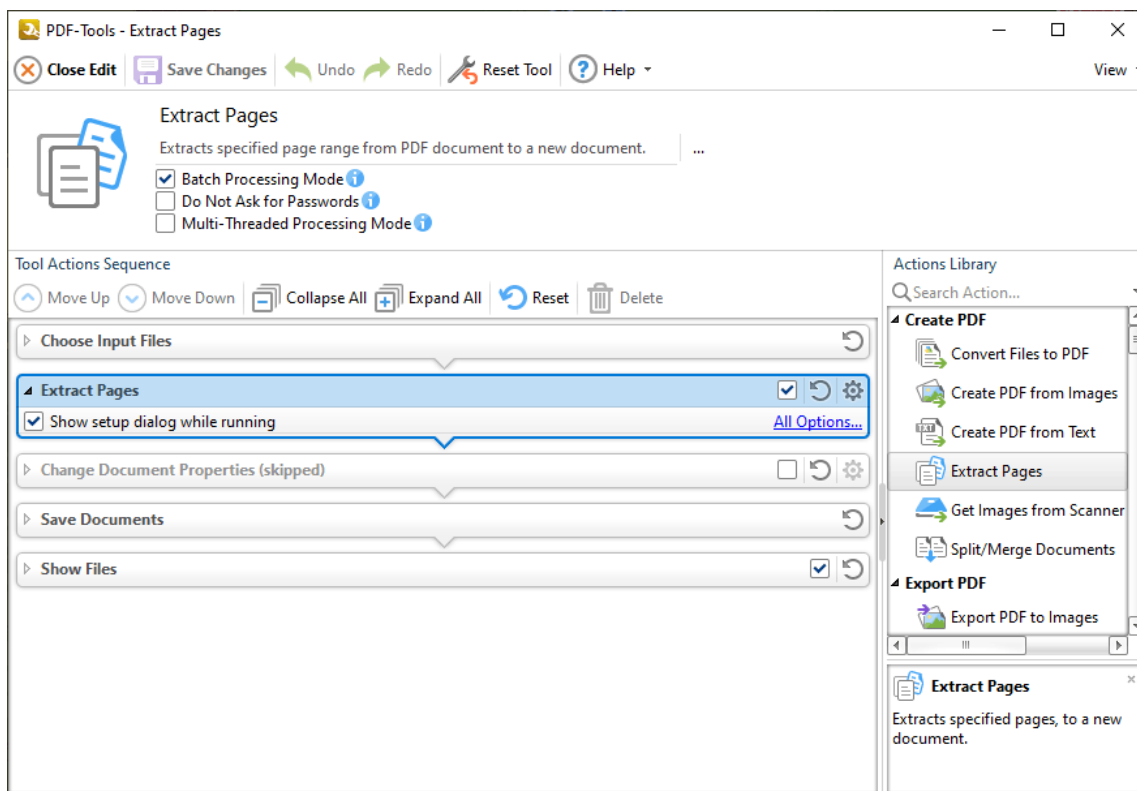 PDF-Tools - Extract Pages
Close Edit Save Changes Undo Redo Reset Tool Help View
Extract Pages
Extracts specified page range from PDF document to a new document. ...
Batch Processing Mode
Do Not Ask for Passwords
Multi-Threaded Processing Mode
Tool Actions Sequence
Move Up Move Down Collapse All Expand All Reset Delete
Choose Input Files
Extract Pages
Show setup dialog while running All Options...
Change Document Properties (skipped)
Save Documents
Show Files
Actions Library
Search Action...
Create PDF
Convert Files to PDF
Create PDF from Images
TXT Create PDF from Text
Extract Pages
Get Images from Scanner
Split/Merge Documents
Export PDF
Export PDF to Images
Extract Pages
Extracts specified pages, to a new
document.